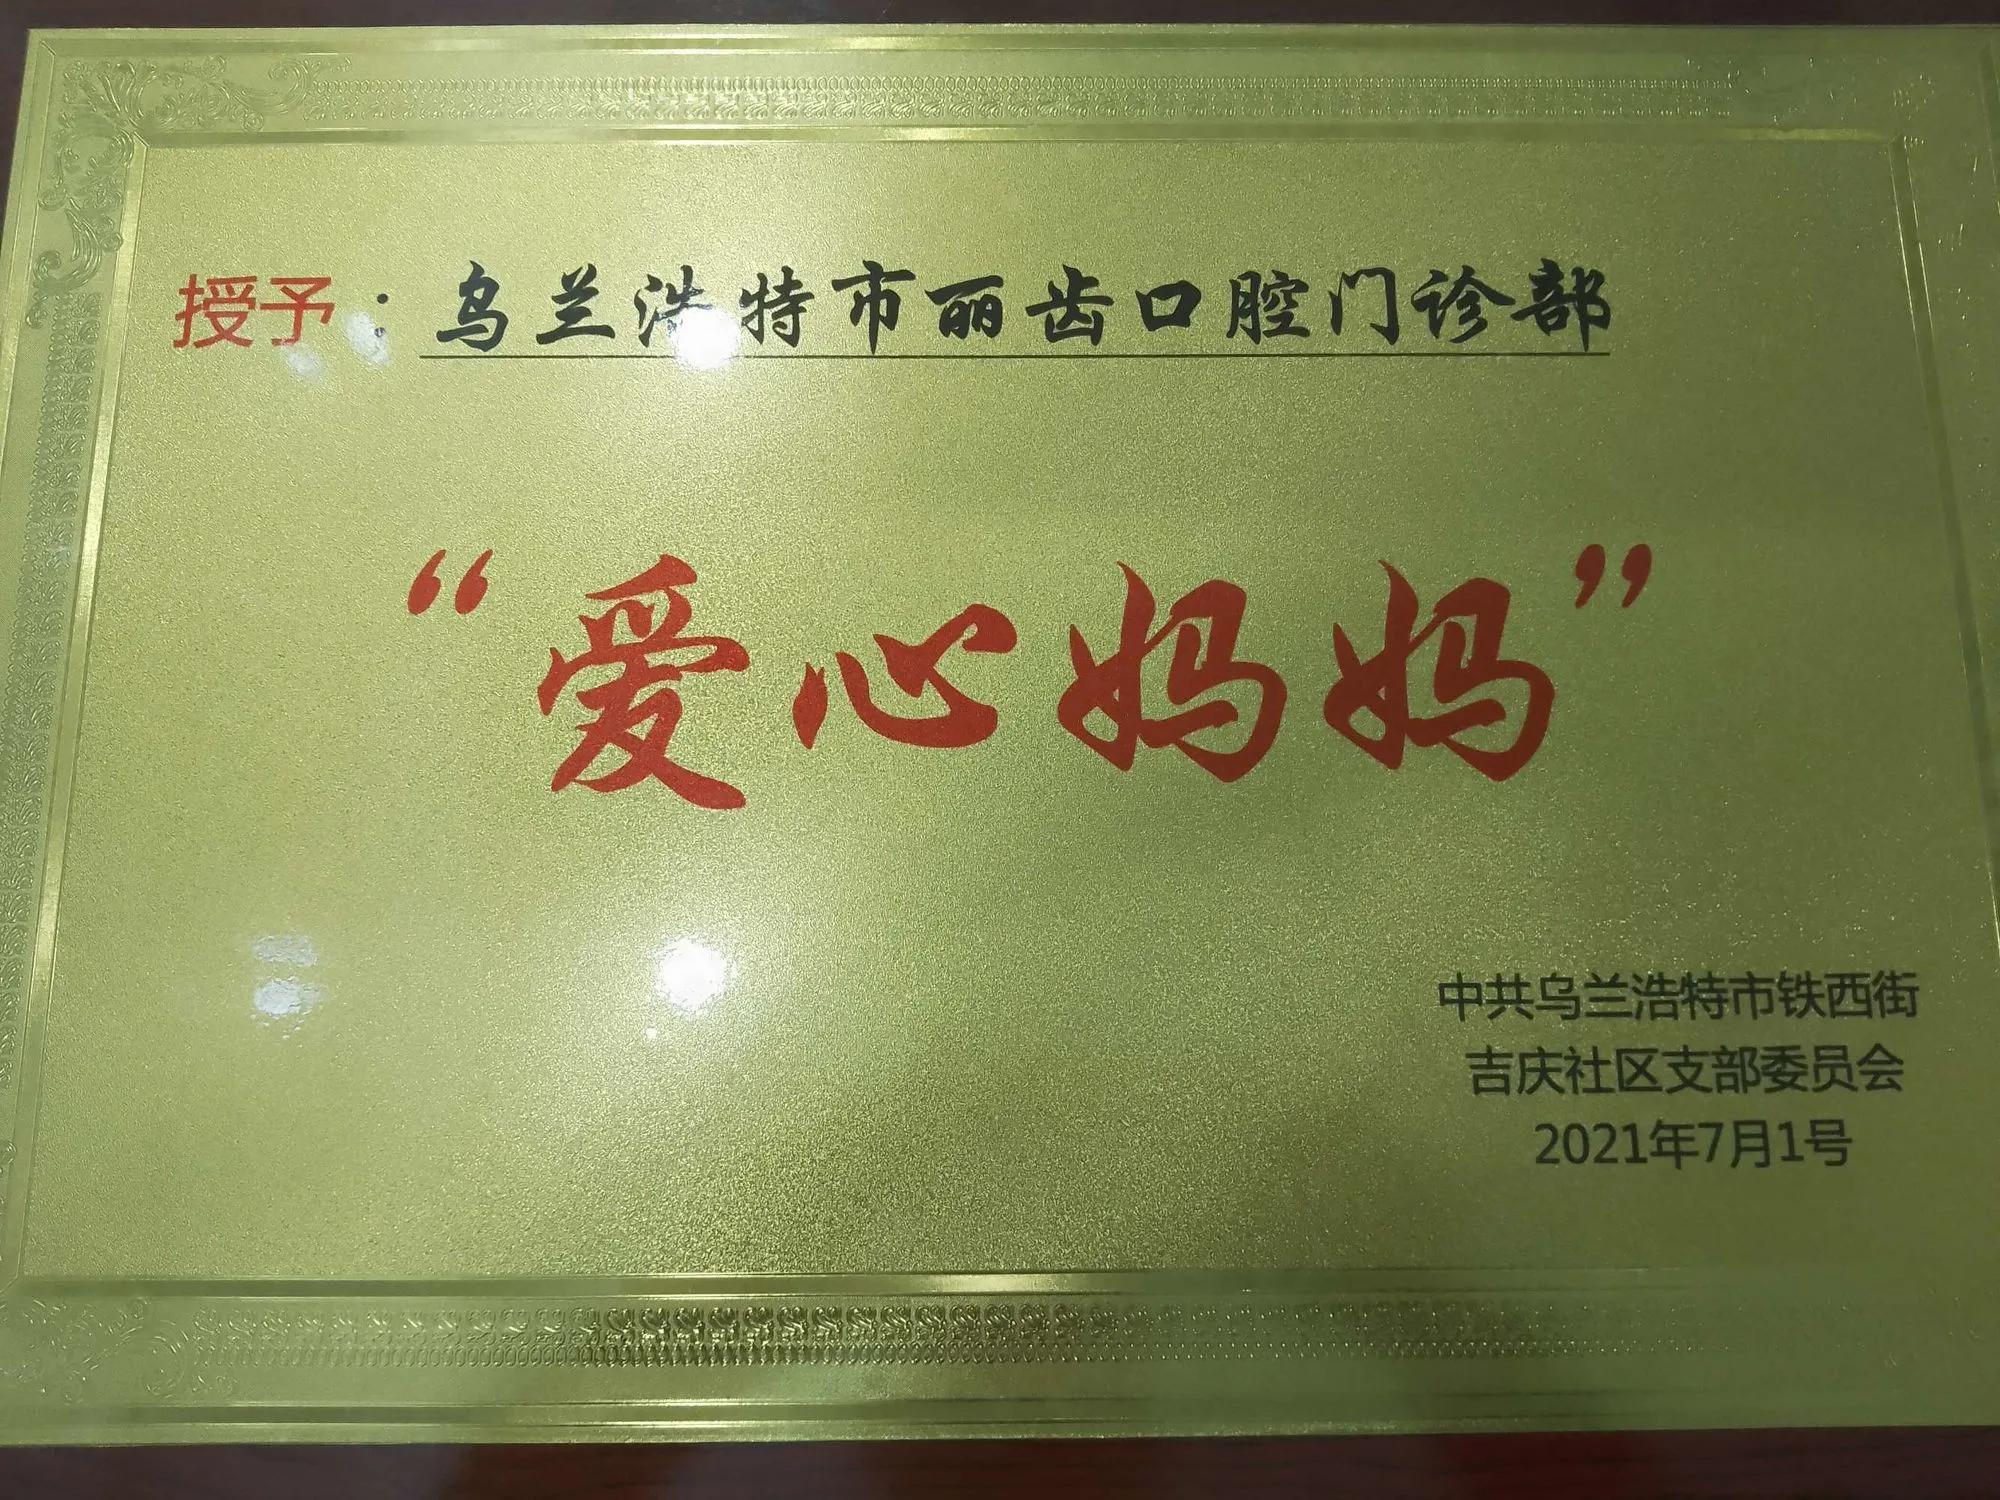 授予：乌兰浩特市丽齿口腔门诊部
“爱心妈妈”
中共乌兰浩特市铁西街
吉庆社区支部委员会
2021年7月1号